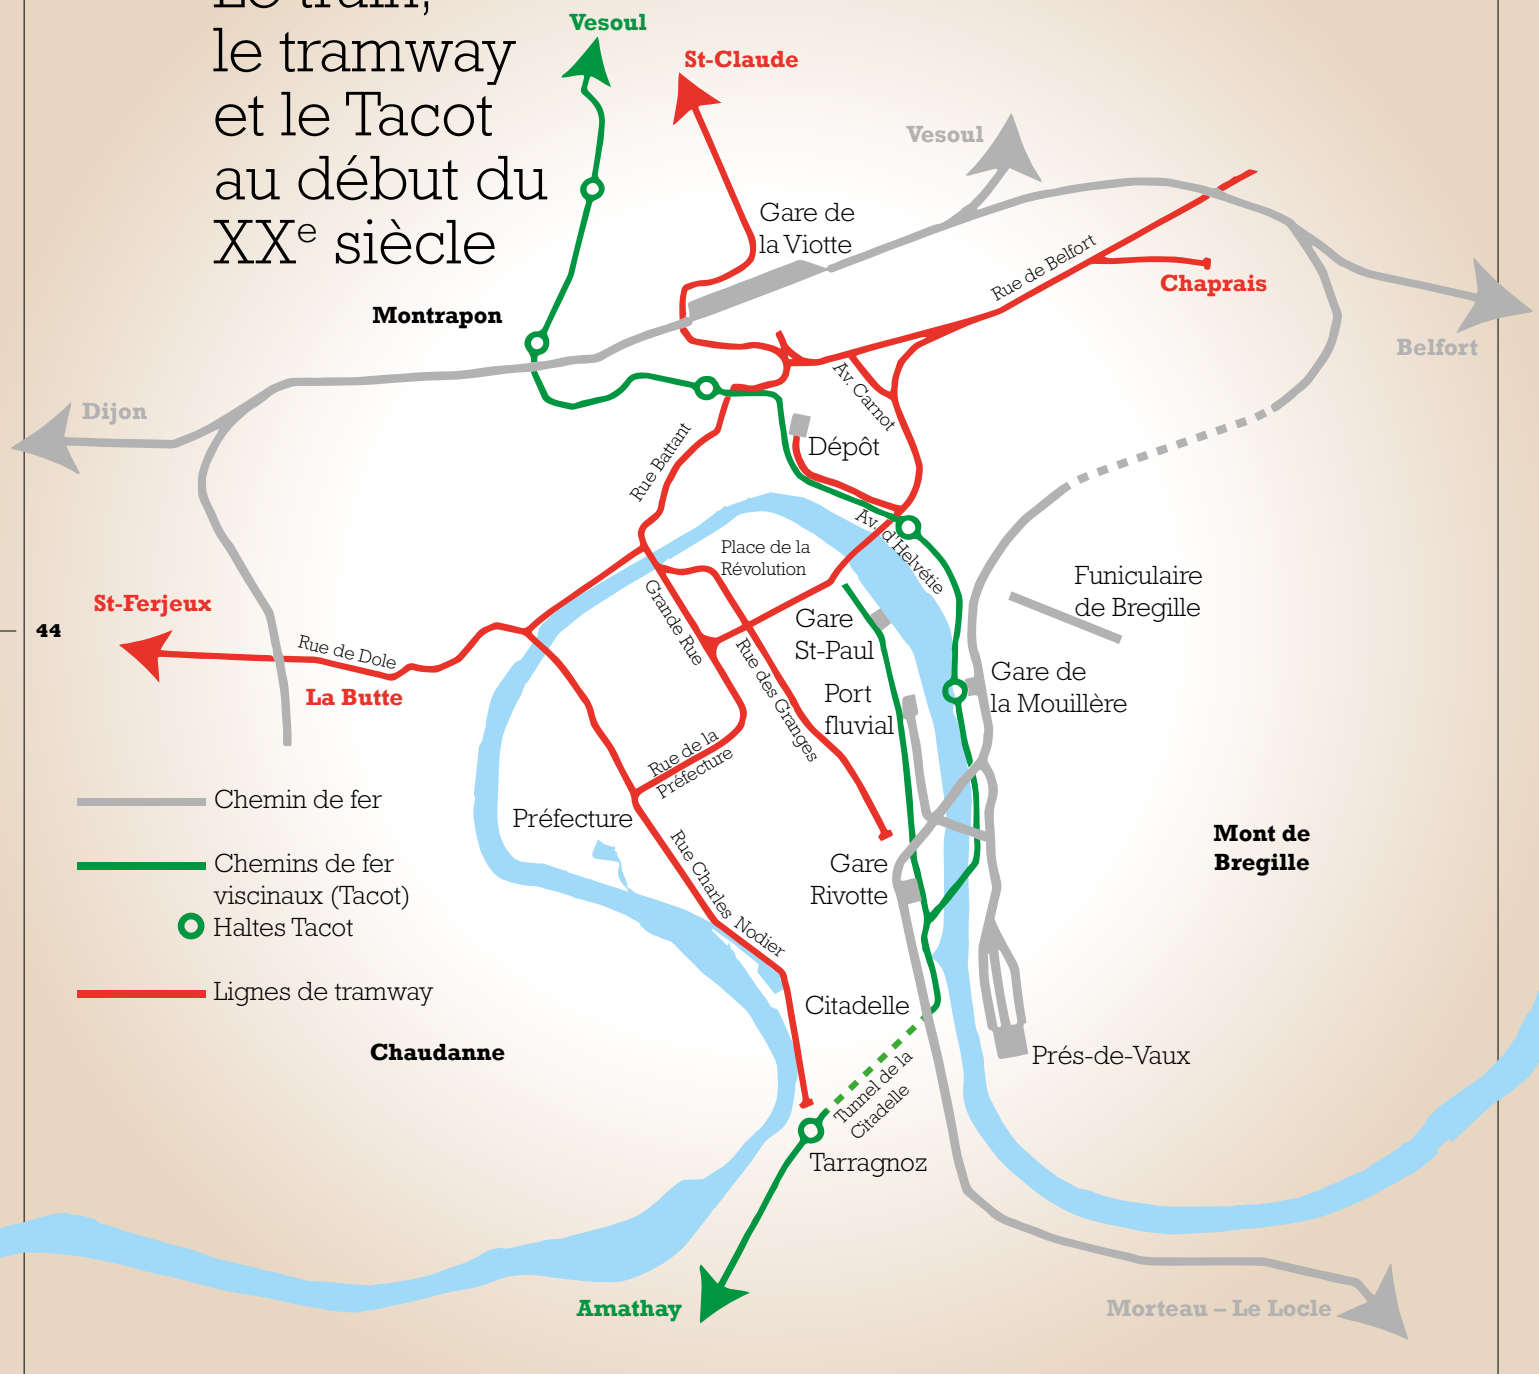 Le train,
le tramway
et le Tacot
au début du
XXe siècle
Vesoul
St-Claude
Vesoul
Gare de
la Viotte
Rue de Belfort
Chaprais
Belfort
Montrapon
Dijon
Av. Carnot
Dépôt
Rue Battant
Av. d'Helvétie
Place de la
Révolution
Funiculaire
de Bregille
St-Ferjeux
44
Rue de Dole
La Butte
Grande Rue
Gare
St-Paul
Rue des Granges
Port
fluvial
Gare de
la Mouillère
Rue de la
Préfecture
Préfecture
Rue Charles Nodier
Gare
Rivotte
Mont de
Bregille
Chemin de fer
Chemins de fer
viscinaux (Tacot)
Haltes Tacot
Lignes de tramway
Citadelle
Chaudanne
Prés-de-Vaux
Tunnel de la
Citadelle
Tarragnoz
Amathay
Morteau – Le Locle